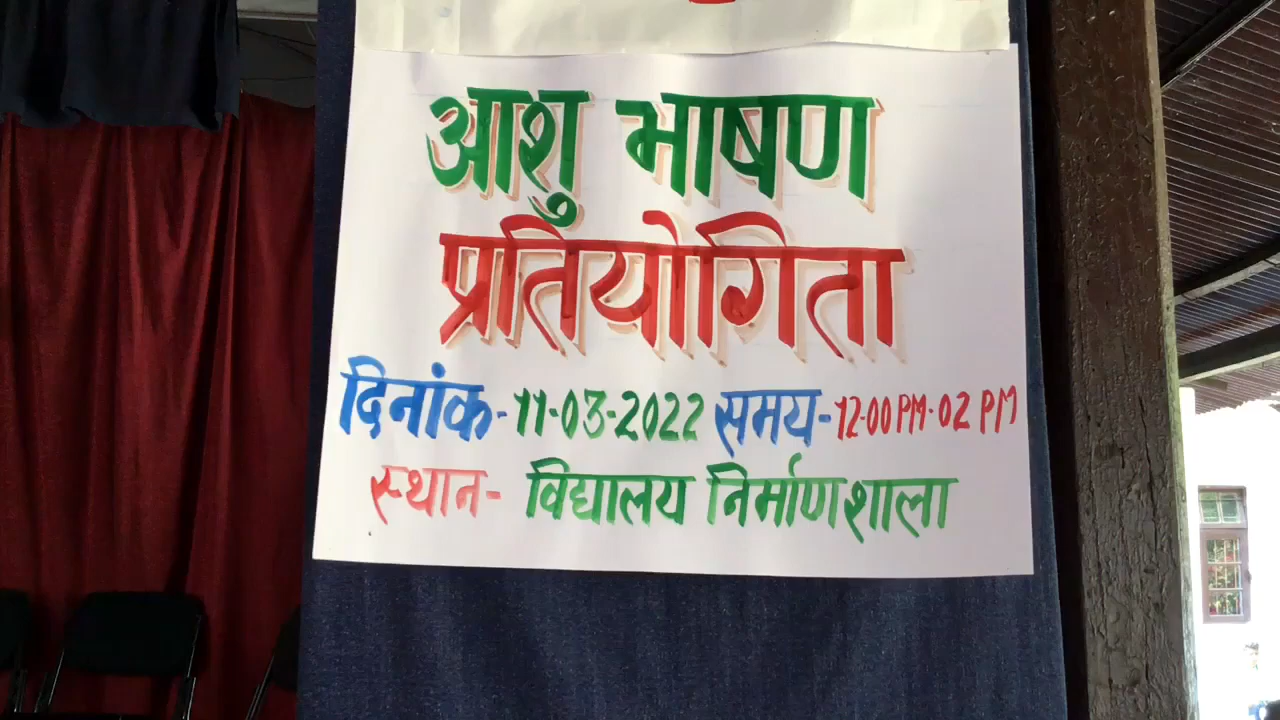 आशु भाषण
प्रतियोगिता
दिनांक-11-03-2022 समय-12-00 PM-02 PM
स्थान- विद्यालय निर्माणशाला